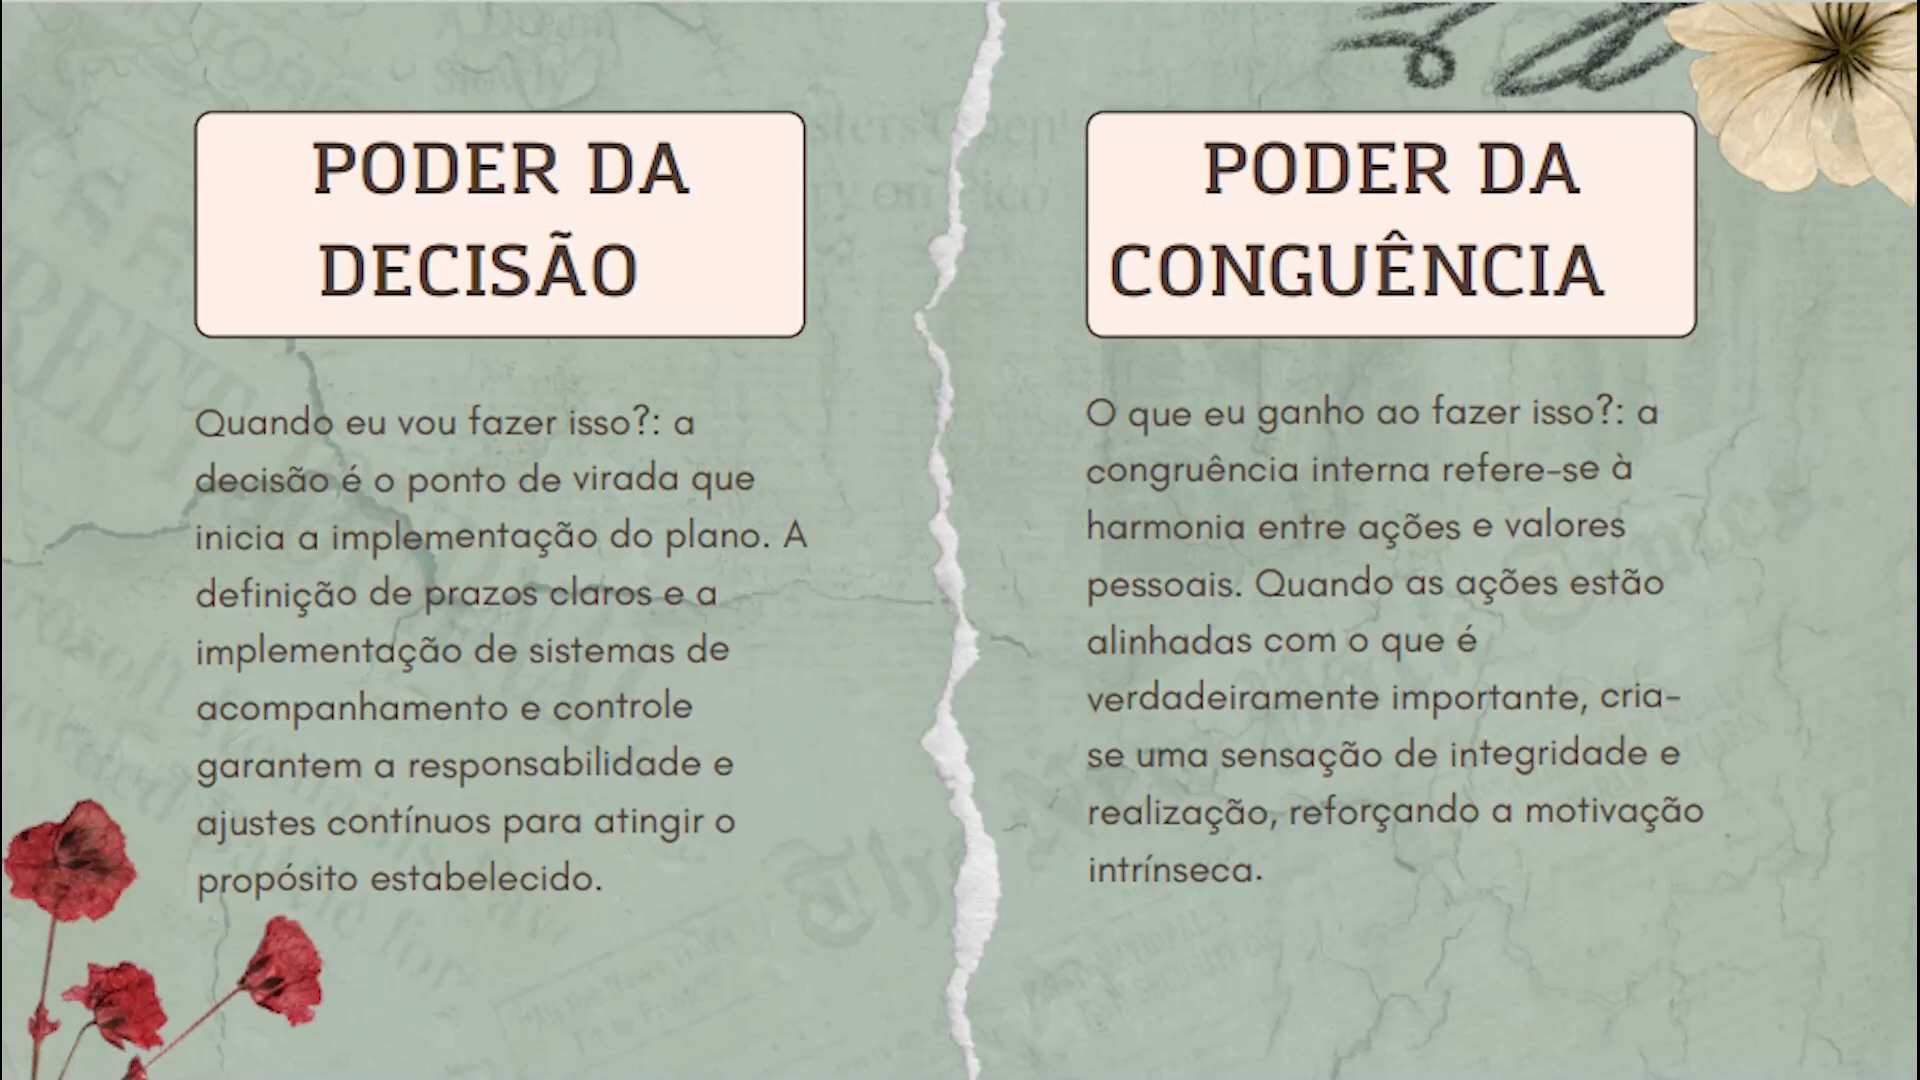 PODER DA
DECISÃO
Quando eu vou fazer isso?: a
decisão é o ponto de virada que
inicia a implementação do plano. A
definição de prazos claros e a
implementação de sistemas de
acompanhamento e controle
garantem a responsabilidade e
ajustes contínuos para atingir o
propósito estabelecido.
PODER DA
CONGUÊNCIA
O que eu ganho ao fazer isso?: a
congruência interna refere-se à
harmonia entre ações e valores
pessoais. Quando as ações estão
alinhadas com o que é
verdadeiramente importante, cria-
se uma sensação de integridade e
realização, reforçando a motivação
intrínseca.